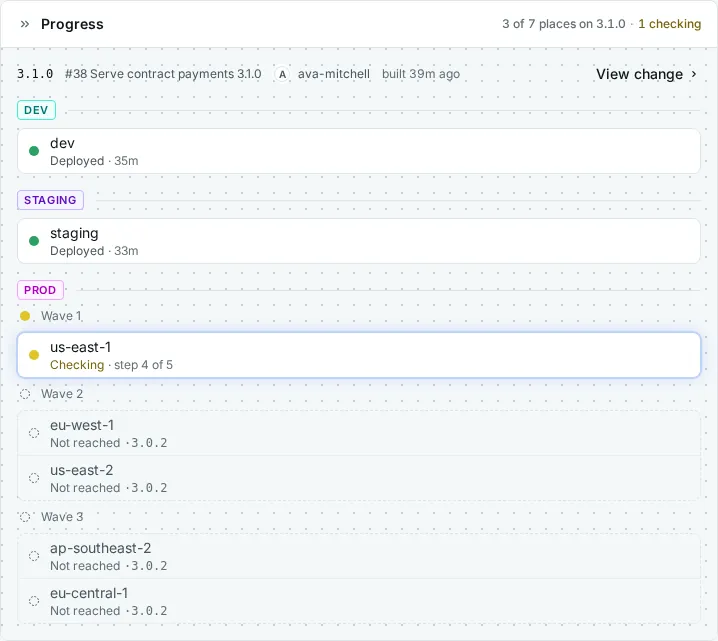 Progress
3 of 7 places on 3.1.0 · 1 checking
3.1.0 #38 Serve contract payments 3.1.0 A ava-mitchell built 39m ago View change
DEV
dev
Deployed · 35m
STAGING
staging
Deployed · 33m
PROD
Wave 1
us-east-1
Checking · step 4 of 5
Wave 2
eu-west-1
Not reached · 3.0.2
us-east-2
Not reached · 3.0.2
Wave 3
ap-southeast-2
Not reached · 3.0.2
eu-central-1
Not reached · 3.0.2